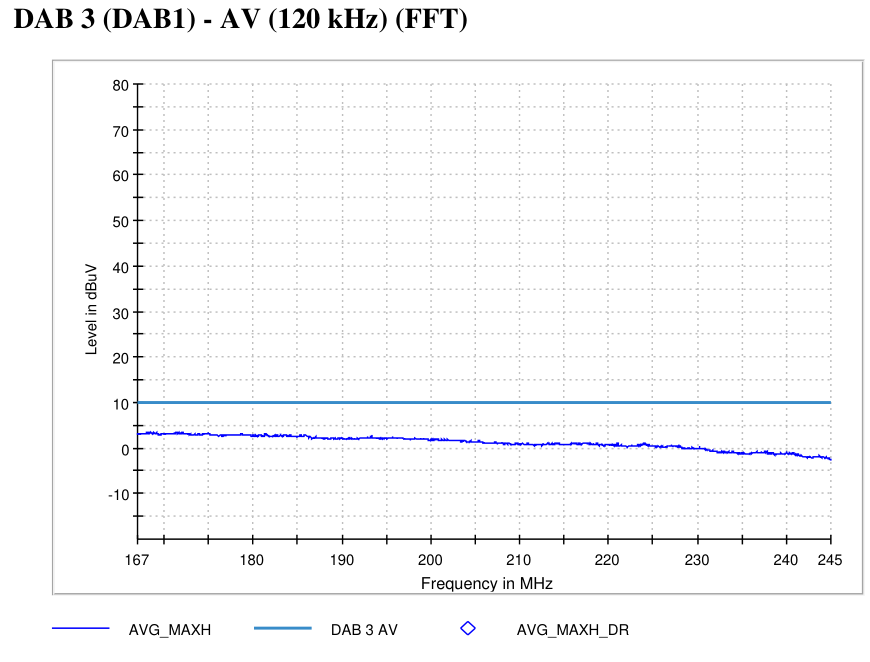 DAB 3 (DAB1) - AV (120 kHz) (FFT)
80
70
60
50
40
30
20
10
0
-10
Level in dBuV
167 180 190 200 210 220 230 240 245
Frequency in MHz
AVG_MAXH DAB 3 AV AVG_MAXH_DR